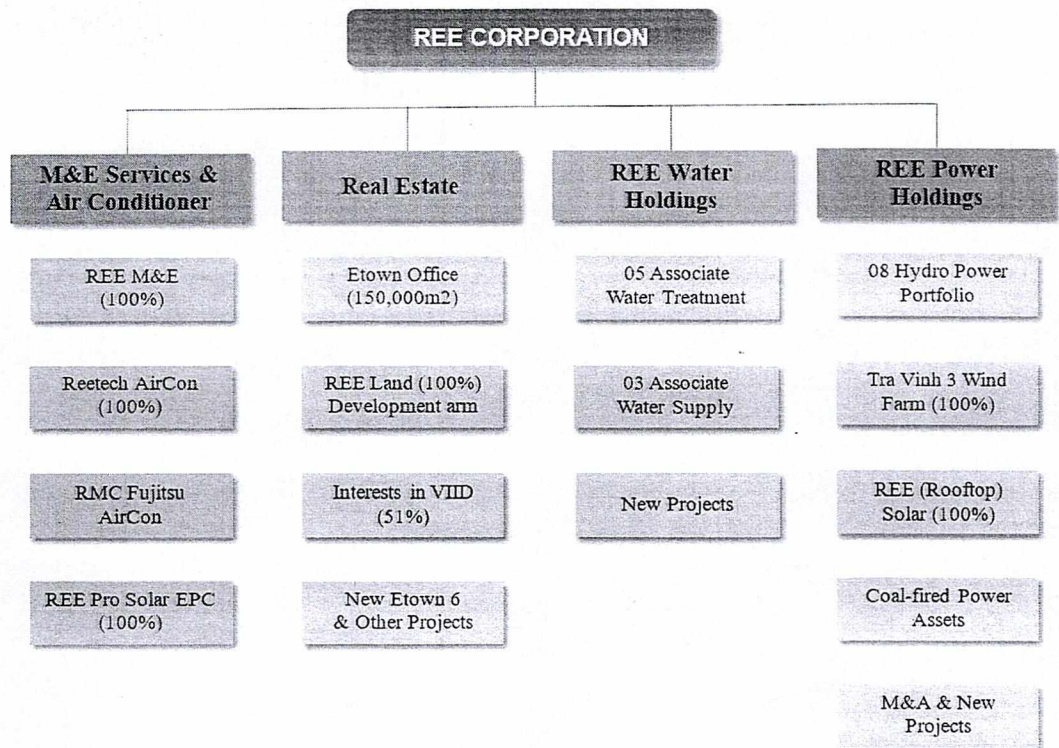 REE CORPORATION
M&E Services &
Air Conditioner
REE M&E
(100%)
Reetech AirCon
(100%)
RMC Fujitsu
AirCon
REE Pro Solar EPC
(100%)
Real Estate
Etown Office
(150,000m2)
REE Land (100%)
Development arm
Interests in VIID
(51%)
New Etown 6
& Other Projects
REE Water
Holdings
05 Associate
Water Treatment
03 Associate
Water Supply
New Projects
REE Power
Holdings
08 Hydro Power
Portfolio
Tra Vinh 3 Wind
Farm (100%)
REE (Rooftop)
Solar (100%)
Coal-fired Power
Assets
M&A & New
Projects